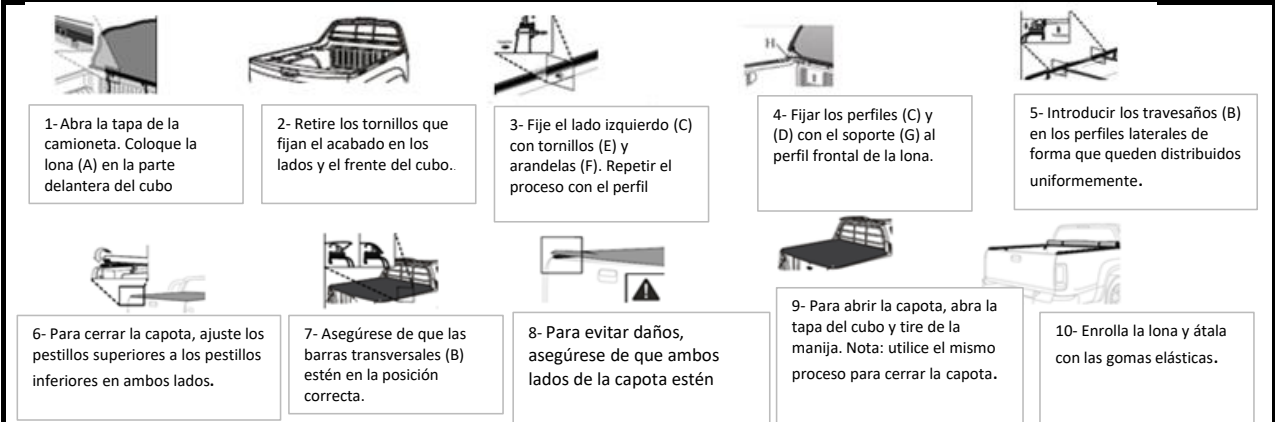 1- Abra la tapa de la
camioneta. Coloque la
lona (A) en la parte
delantera del cubo
2- Retire los tornillos que
fijan el acabado en los
lados y el frente del cubo..
3- Fije el lado izquierdo (C)
con tornillos (E) y
arandelas (F). Repetir el
proceso con el perfil
H
D
4- Fijar los perfiles (C) y
(D) con el soporte (G) al
perfil frontal de la lona.
5- Introducir los travesaños (B)
en los perfiles laterales de
forma que queden distribuidos
uniformemente.
6- Para cerrar la capota, ajuste los
pestillos superiores a los pestillos
inferiores en ambos lados.
7- Asegúrese de que las
barras transversales (B)
estén en la posición
correcta.
8- Para evitar daños,
asegúrese de que ambos
lados de la capota estén
9- Para abrir la capota, abra la
tapa del cubo y tire de la
manija. Nota: utilice el mismo
proceso para cerrar la capota.
10- Enrolla la lona y átala
con las gomas elásticas.